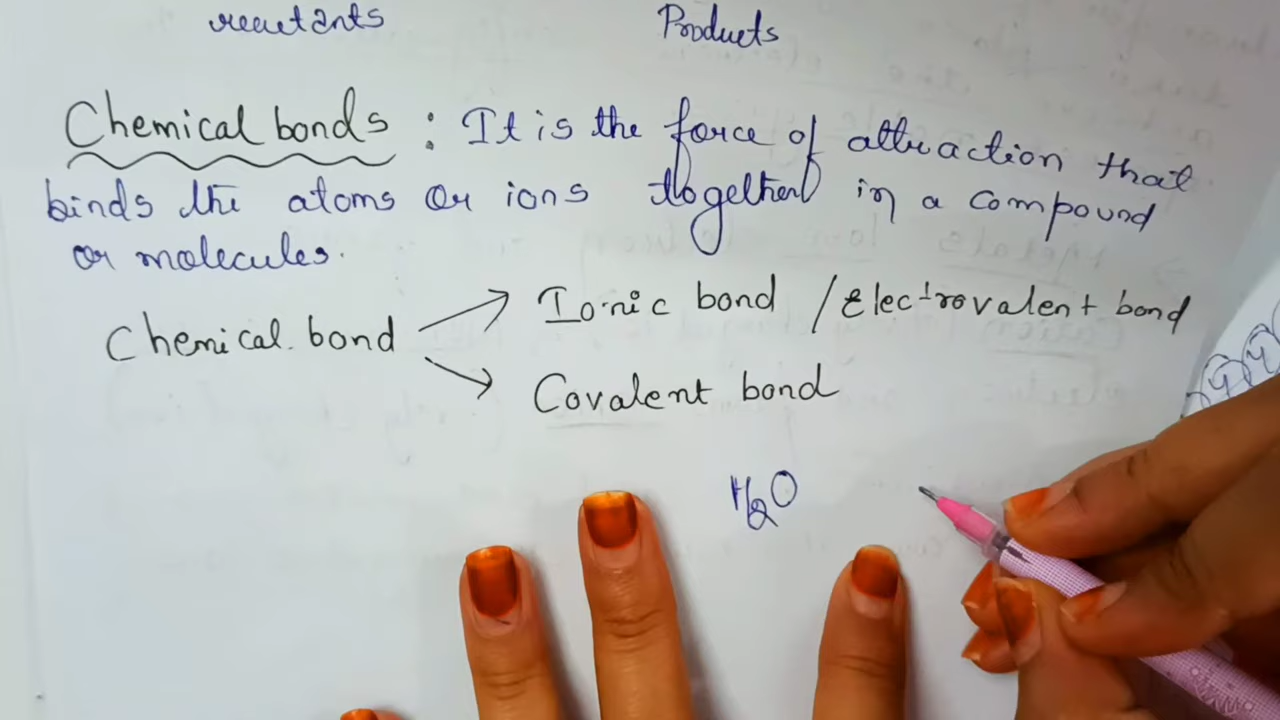 reactants Products
Chemical bonds : It is the force of attraction that
binds the atoms or ions together in a compound
or molecules.
Chemical bond Ionic bond / Electrovalent bond
Covalent bond
H2O